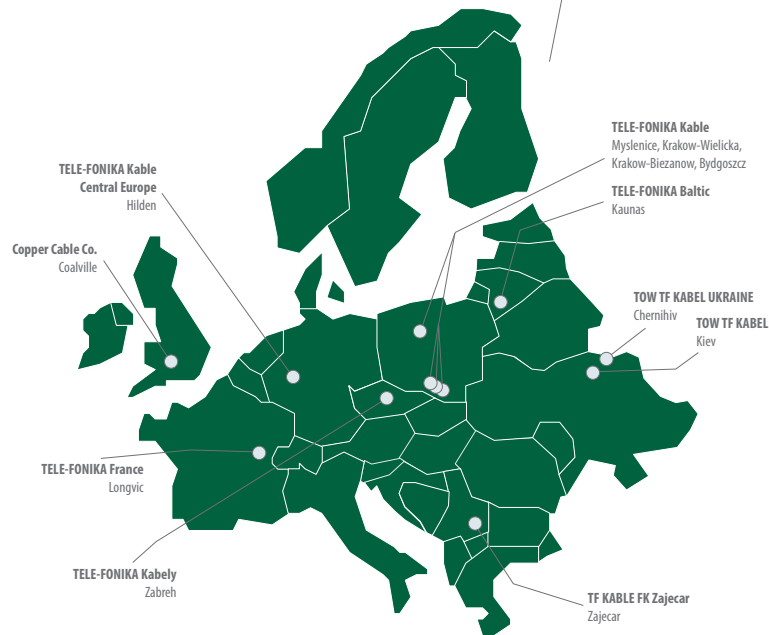 TELE-FONIKA Kable
Myslenice, Krakow-Wielicka,
Krakow-Biezanow, Bydgoszcz
TELE-FONIKA Kable
Central Europe
Hilden
TELE-FONIKA Baltic
Kaunas
Copper Cable Co.
Coalville
TOW TF KABEL UKRAINE
Chernihiv
TOW TF KABEL
Kiev
TELE-FONIKA France
Longvic
TELE-FONIKA Kabely
Zabreh
TF KABLE FK Zajecar
Zajecar